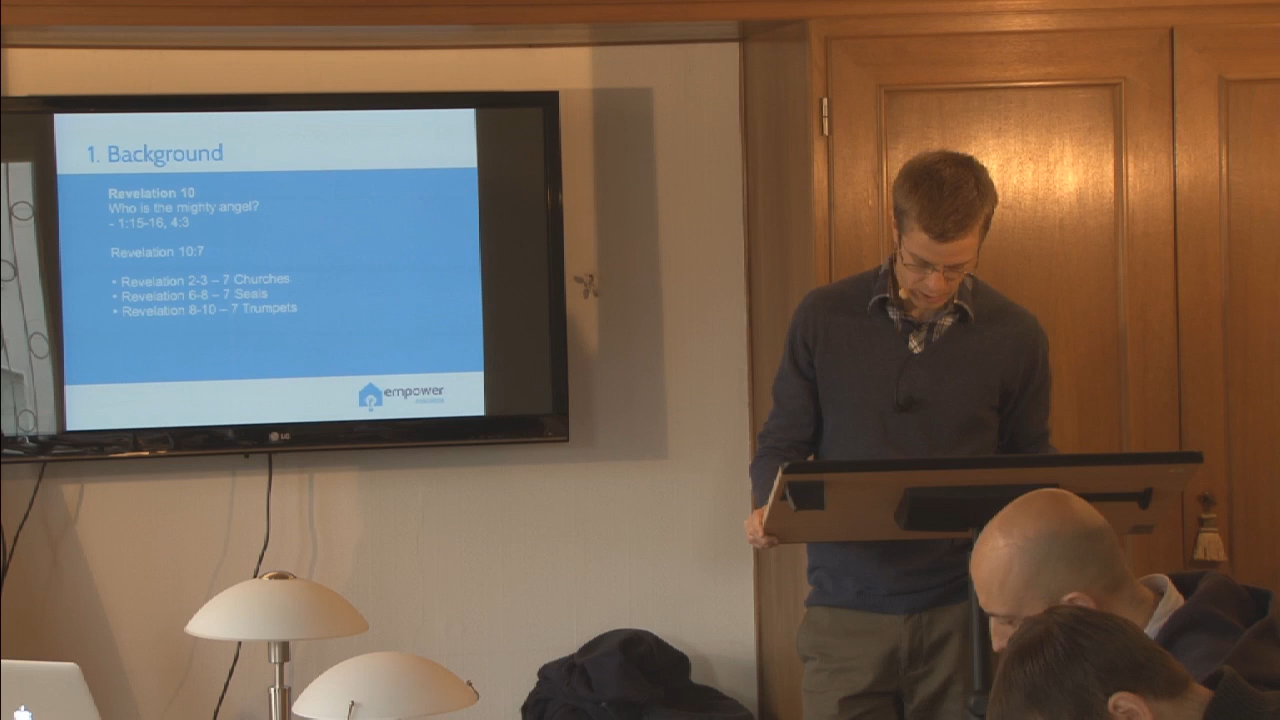 1. Background
Revelation 10
Who is the mighty angel?
- 1:15-16, 4:3
Revelation 10:7
• Revelation 2-3 – 7 Churches
• Revelation 6-8 – 7 Seals
• Revelation 8-10 – 7 Trumpets
empower
LG